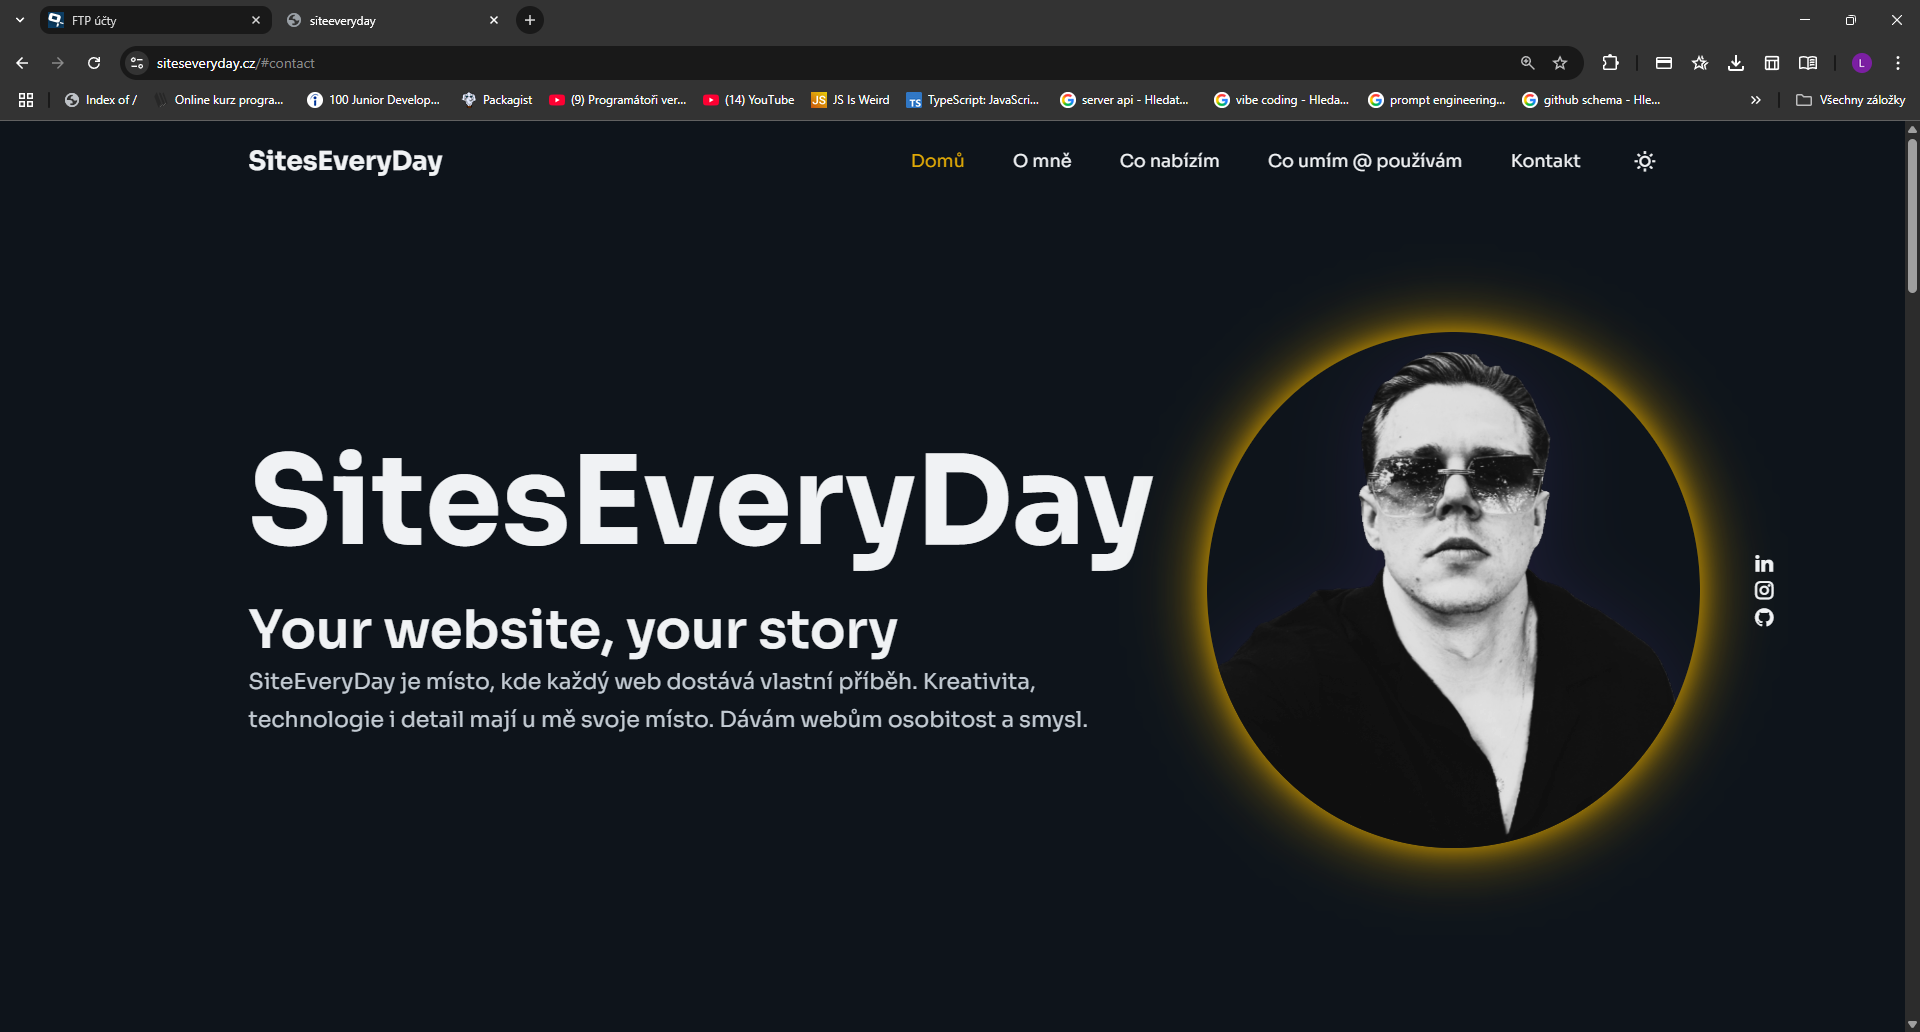 FTP účty
siteeveryday
siteseveryday.cz/#contact
L
Index of /
Online kurz progra...
100 Junior Develop...
Packagist
(9) Programátoři ver...
(14) YouTube
JS
JS Is Weird
TS
TypeScript: JavaScri...
server api - Hledat...
vibe coding - Hleda...
prompt engineering...
github schema - Hle...
Všechny záložky
SitesEveryDay
Domů
O mně
Co nabízím
Co umím @ používám
Kontakt
SitesEveryDay
Your website, your story
SiteEveryDay je místo, kde každý web dostává vlastní příběh. Kreativita,
technologie i detail mají u mě svoje místo. Dávám webům osobitost a smysl.
in